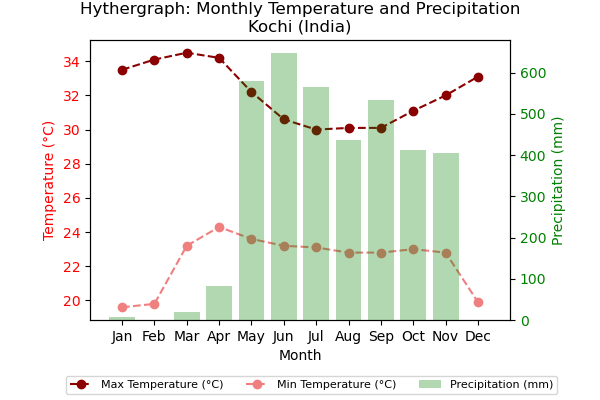 Hythergraph: Monthly Temperature and Precipitation
Kochi (India)
Temperature (°C)
34
32
30
28
26
24
22
20
Precipitation (mm)
600
500
400
300
200
100
0
Jan Feb Mar Apr May Jun Jul Aug Sep Oct Nov Dec
Month
Max Temperature (°C) Min Temperature (°C) Precipitation (mm)